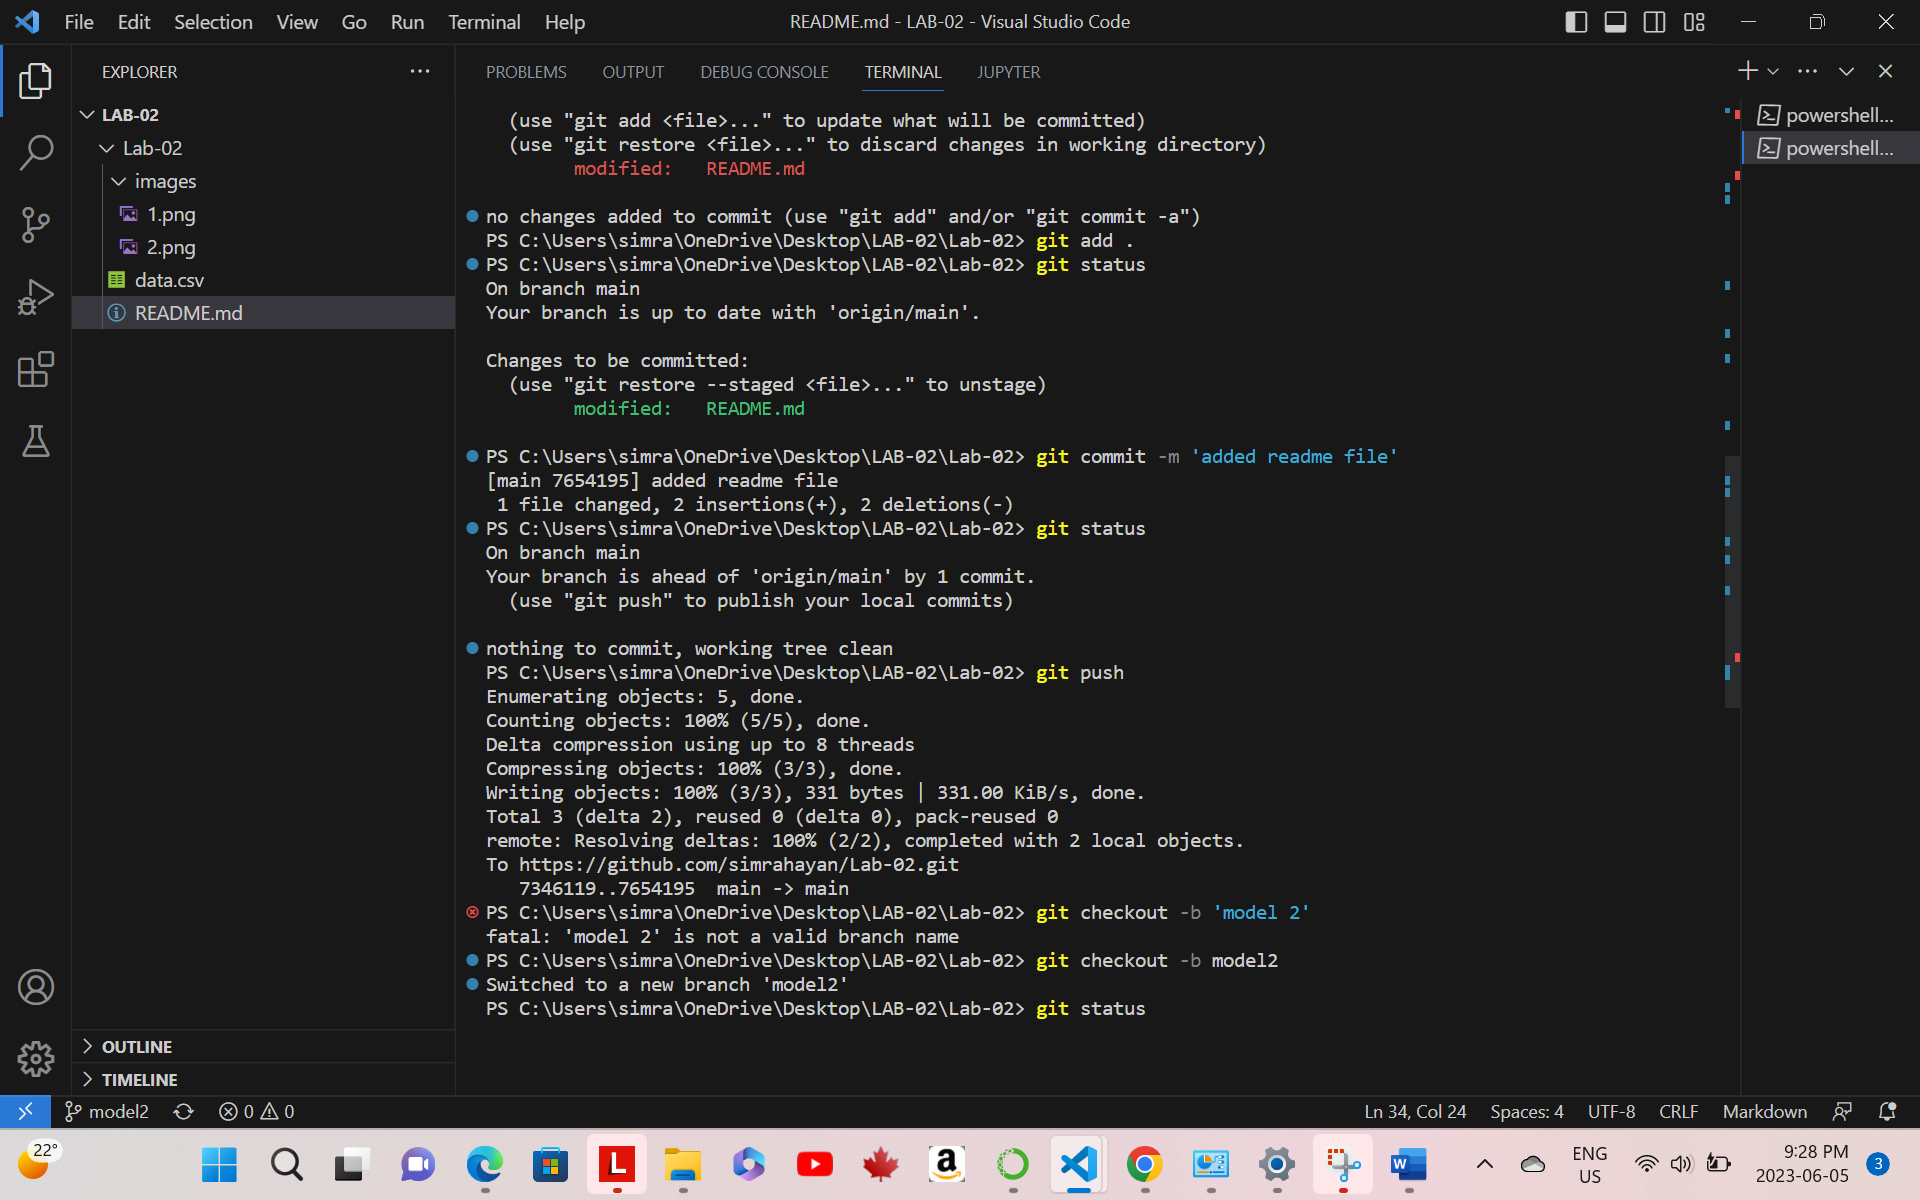 File Edit Selection View Go Run Terminal Help
README.md - LAB-02 - Visual Studio Code
EXPLORER
LAB-02
Lab-02
images
1.png
2.png
data.csv
README.md
OUTLINE
TIMELINE
PROBLEMS OUTPUT DEBUG CONSOLE TERMINAL JUPYTER
(use "git add <file>..." to update what will be committed)
(use "git restore <file>..." to discard changes in working directory)
modified:   README.md
no changes added to commit (use "git add" and/or "git commit -a")
PS C:\Users\simra\OneDrive\Desktop\LAB-02\Lab-02> git add .
PS C:\Users\simra\OneDrive\Desktop\LAB-02\Lab-02> git status
On branch main
Your branch is up to date with 'origin/main'.
Changes to be committed:
(use "git restore --staged <file>..." to unstage)
modified:   README.md
PS C:\Users\simra\OneDrive\Desktop\LAB-02\Lab-02> git commit -m 'added readme file'
[main 7654195] added readme file
1 file changed, 2 insertions(+), 2 deletions(-)
PS C:\Users\simra\OneDrive\Desktop\LAB-02\Lab-02> git status
On branch main
Your branch is ahead of 'origin/main' by 1 commit.
(use "git push" to publish your local commits)
nothing to commit, working tree clean
PS C:\Users\simra\OneDrive\Desktop\LAB-02\Lab-02> git push
Enumerating objects: 5, done.
Counting objects: 100% (5/5), done.
Delta compression using up to 8 threads
Compressing objects: 100% (3/3), done.
Writing objects: 100% (3/3), 331 bytes | 331.00 KiB/s, done.
Total 3 (delta 2), reused 0 (delta 0), pack-reused 0
remote: Resolving deltas: 100% (2/2), completed with 2 local objects.
To https://github.com/simrahayan/Lab-02.git
7346119..7654195  main -> main
PS C:\Users\simra\OneDrive\Desktop\LAB-02\Lab-02> git checkout -b 'model 2'
fatal: 'model 2' is not a valid branch name
PS C:\Users\simra\OneDrive\Desktop\LAB-02\Lab-02> git checkout -b model2
Switched to a new branch 'model2'
PS C:\Users\simra\OneDrive\Desktop\LAB-02\Lab-02> git status
powershell...
powershell...
model2 0 0 Ln 34, Col 24 Spaces: 4 UTF-8 CRLF Markdown
22°
L
a
W
ENG
US
9:28 PM
2023-06-05
3